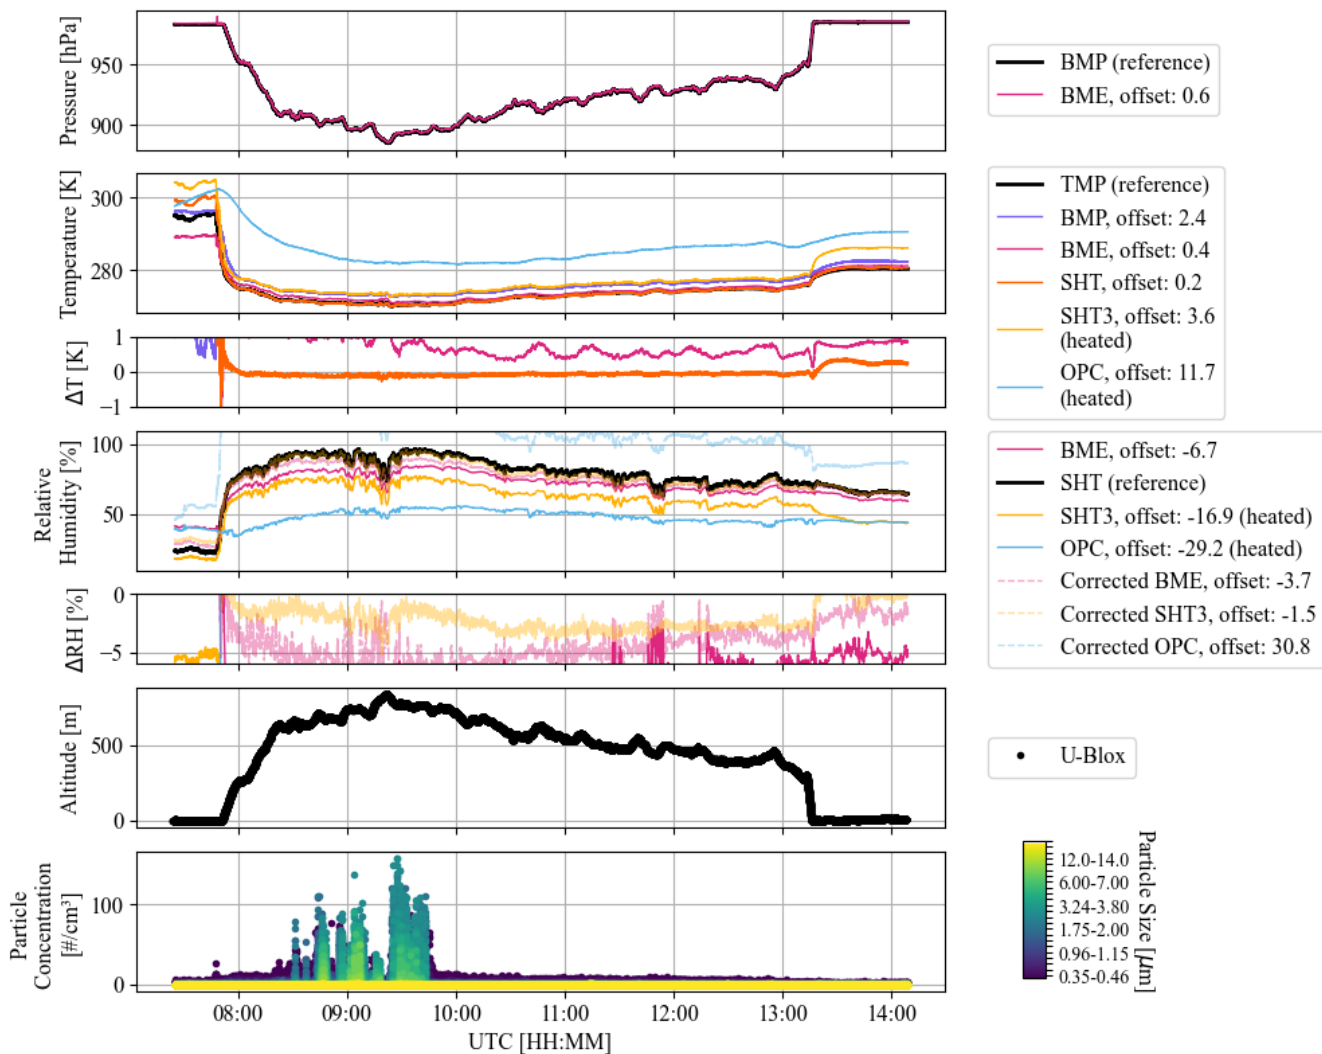 Pressure [hPa]
950
900
BMP (reference)
BME, offset: 0.6
Temperature [K]
300
280
TMP (reference)
BMP, offset: 2.4
BME, offset: 0.4
SHT, offset: 0.2
SHT3, offset: 3.6
(heated)
OPC, offset: 11.7
(heated)
ΔT [K]
1
0
−1
Relative
Humidity [%]
100
50
BME, offset: -6.7
SHT (reference)
SHT3, offset: -16.9 (heated)
OPC, offset: -29.2 (heated)
Corrected BME, offset: -3.7
Corrected SHT3, offset: -1.5
Corrected OPC, offset: 30.8
ΔRH [%]
0
−5
Altitude [m]
500
0
U-Blox
Particle
Concentration
[#/cm³]
100
0
08:00 09:00 10:00 11:00 12:00 13:00 14:00
UTC [HH:MM]
12.0-14.0
6.00-7.00
3.24-3.80
1.75-2.00
0.96-1.15
0.35-0.46
Particle Size [μm]